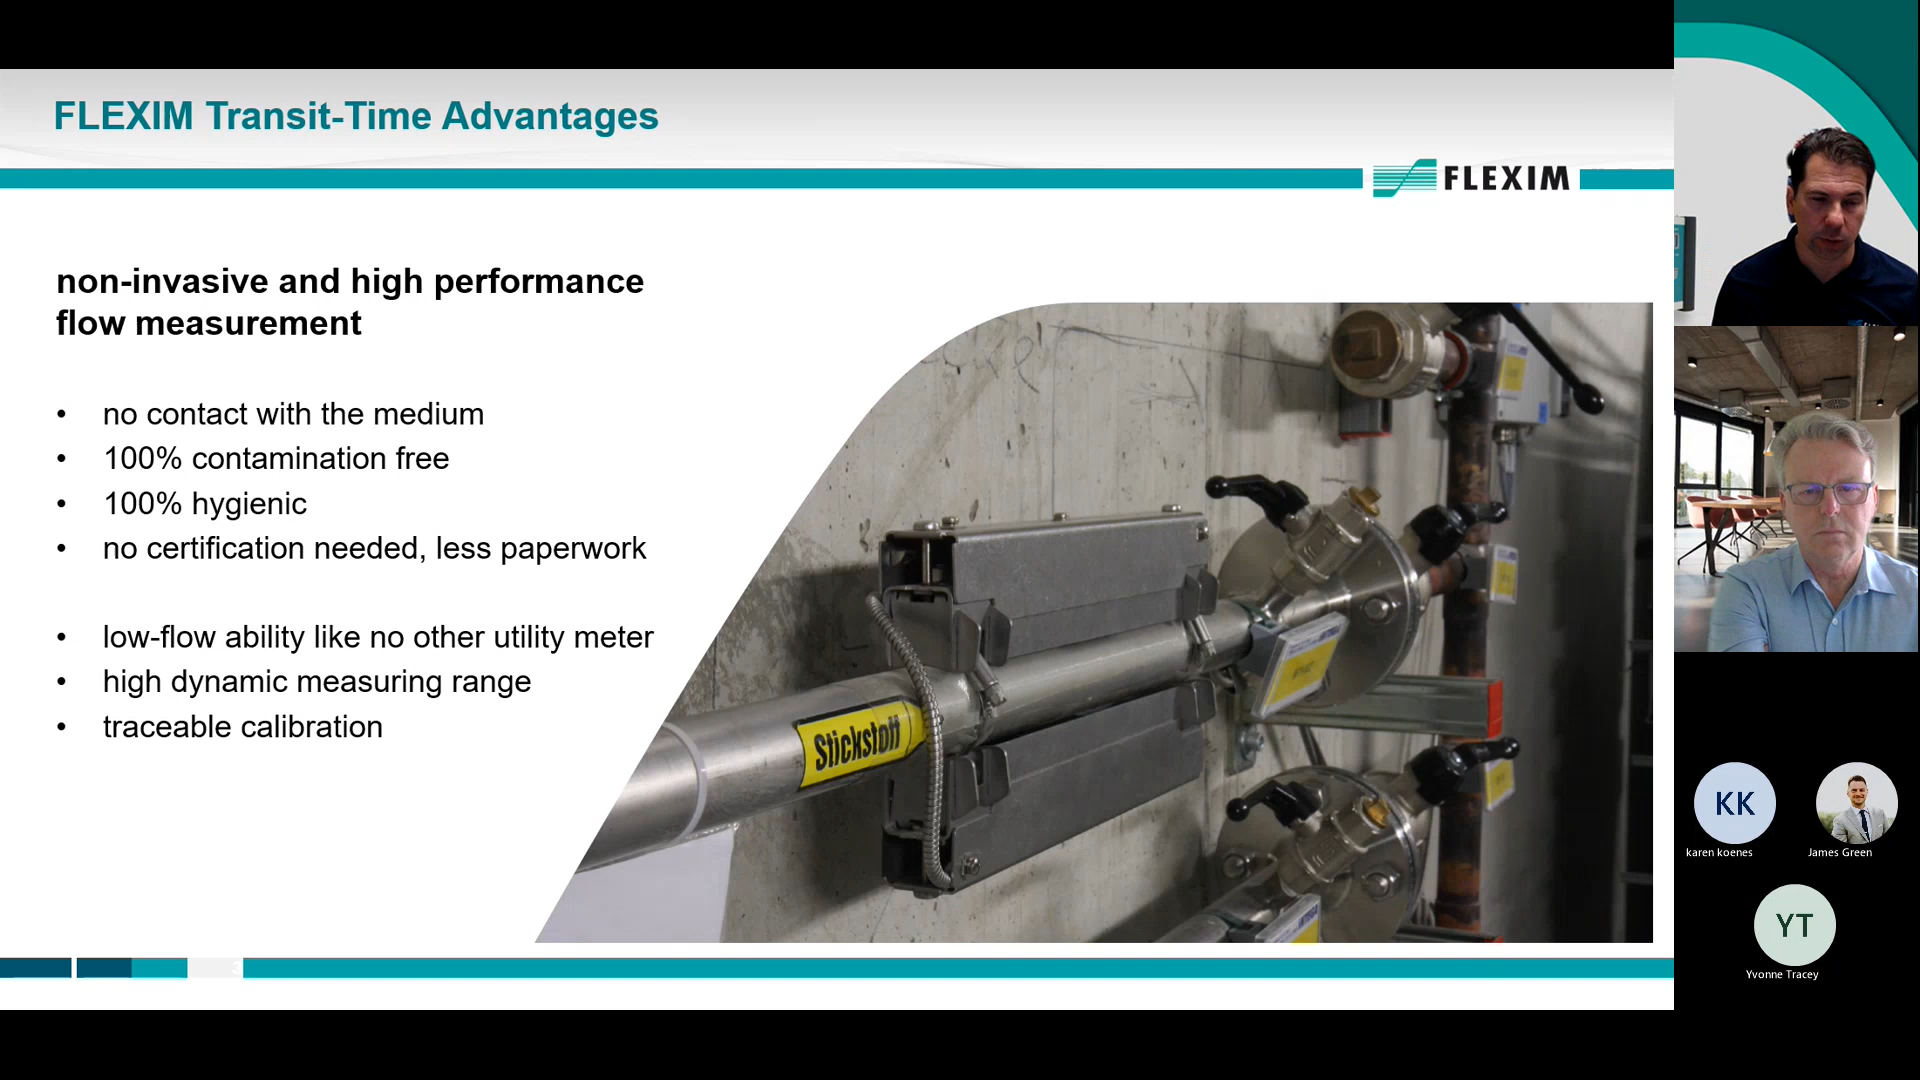 FLEXIM Transit-Time Advantages
FLEXIM
non-invasive and high performance
flow measurement
• no contact with the medium
• 100% contamination free
• 100% hygienic
• no certification needed, less paperwork
• low-flow ability like no other utility meter
• high dynamic measuring range
• traceable calibration
Stickstoff
KK
karen koenes
James Green
YT
Yvonne Tracey